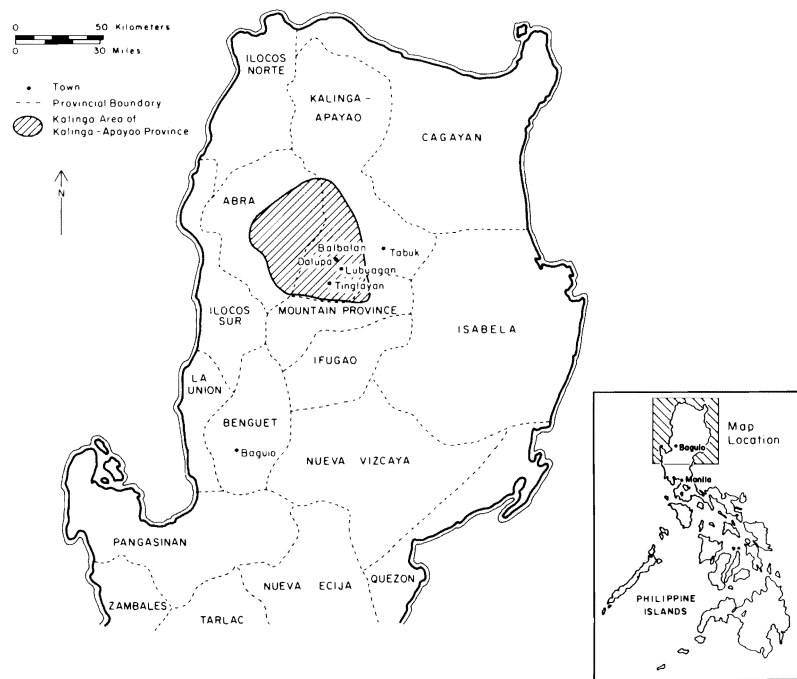 0 50 Kilometers
0 30 Miles
Town
Provincial Boundary
Kalinga Area of
Kalinga-Apayao Province
N
ILOCOS
NORTE
KALINGA-
APAYAO
CAGAYAN
ABRA
Balbalan
Tabuk
Dalupa
Lubuagan
Tinglayan
ILOCOS
SUR
MOUNTAIN PROVINCE
ISABELA
IFUGAO
LA
UNION
BENGUET
Baguio
NUEVA VIZCAYA
PANGASINAN
NUEVA ECIJA
QUEZON
ZAMBALES
TARLAC
Map
Location
Baguio
Manila
PHILIPPINE
ISLANDS